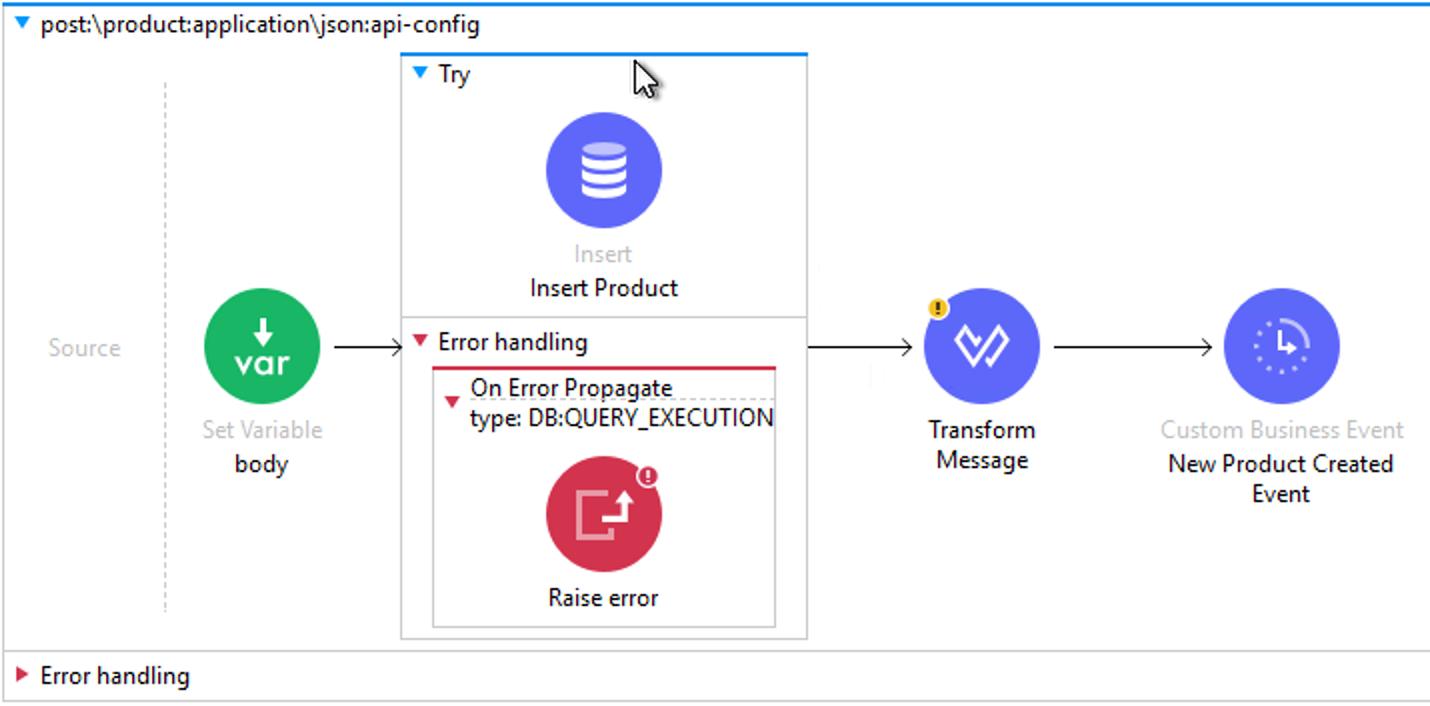 post:\product:application\json:api-config
Try
Insert
Insert Product
Error handling
On Error Propagate
type: DB:QUERY_EXECUTION
Raise error
Source
var
Set Variable
body
Transform
Message
Custom Business Event
New Product Created
Event
Error handling